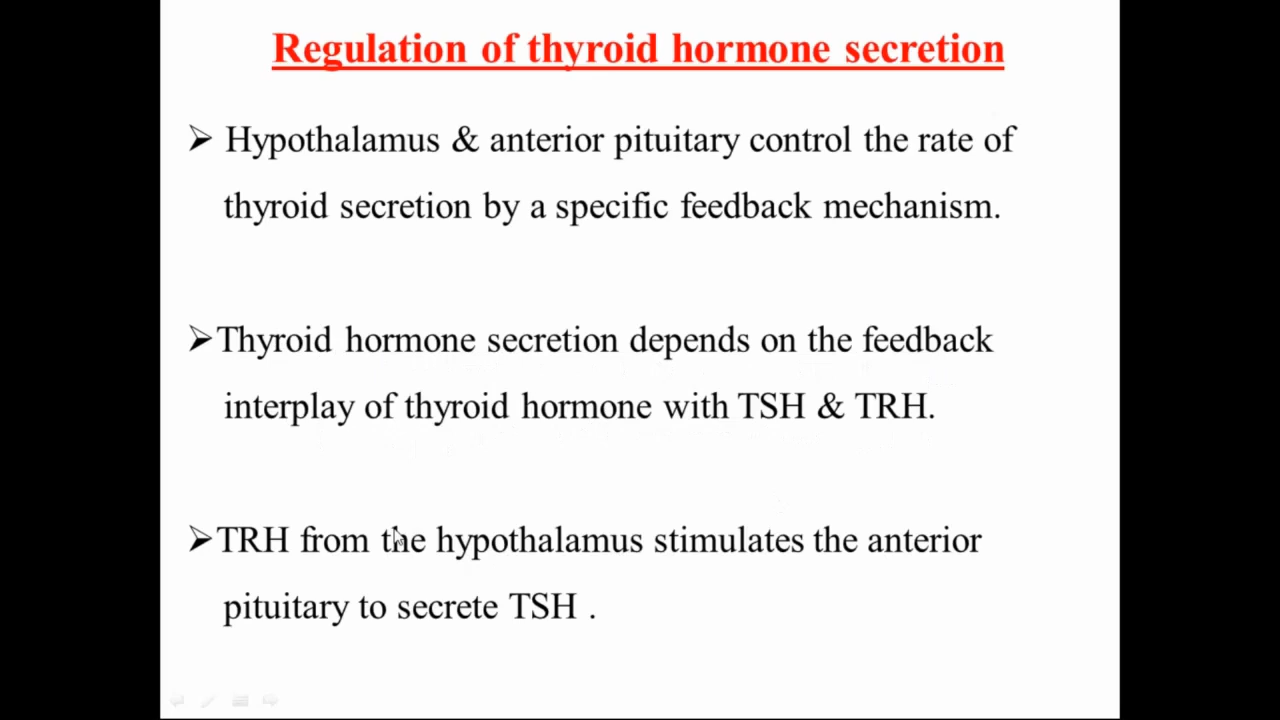 Regulation of thyroid hormone secretion
➢ Hypothalamus & anterior pituitary control the rate of
thyroid secretion by a specific feedback mechanism.
➢Thyroid hormone secretion depends on the feedback
interplay of thyroid hormone with TSH & TRH.
➢TRH from the hypothalamus stimulates the anterior
pituitary to secrete TSH .